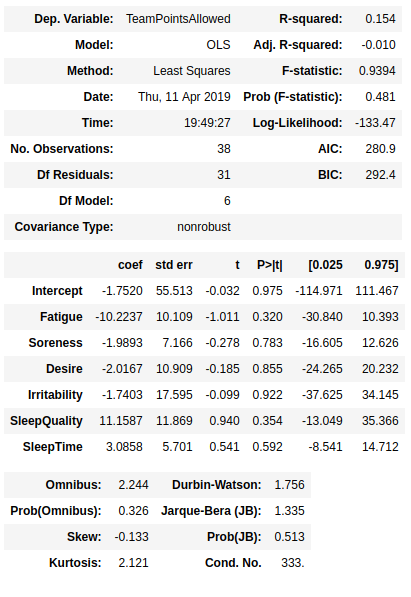 Dep. Variable: TeamPointsAllowed R-squared: 0.154
Model: OLS Adj. R-squared: -0.010
Method: Least Squares F-statistic: 0.9394
Date: Thu, 11 Apr 2019 Prob (F-statistic): 0.481
Time: 19:49:27 Log-Likelihood: -133.47
No. Observations: 38 AIC: 280.9
Df Residuals: 31 BIC: 292.4
Df Model: 6
Covariance Type: nonrobust
coef std err t P>|t| [0.025 0.975]
Intercept -1.7520 55.513 -0.032 0.975 -114.971 111.467
Fatigue -10.2237 10.109 -1.011 0.320 -30.840 10.393
Soreness -1.9893 7.166 -0.278 0.783 -16.605 12.626
Desire -2.0167 10.909 -0.185 0.855 -24.265 20.232
Irritability -1.7403 17.595 -0.099 0.922 -37.625 34.145
SleepQuality 11.1587 11.869 0.940 0.354 -13.049 35.366
SleepTime 3.0858 5.701 0.541 0.592 -8.541 14.712
Omnibus: 2.244 Durbin-Watson: 1.756
Prob(Omnibus): 0.326 Jarque-Bera (JB): 1.335
Skew: -0.133 Prob(JB): 0.513
Kurtosis: 2.121 Cond. No. 333.